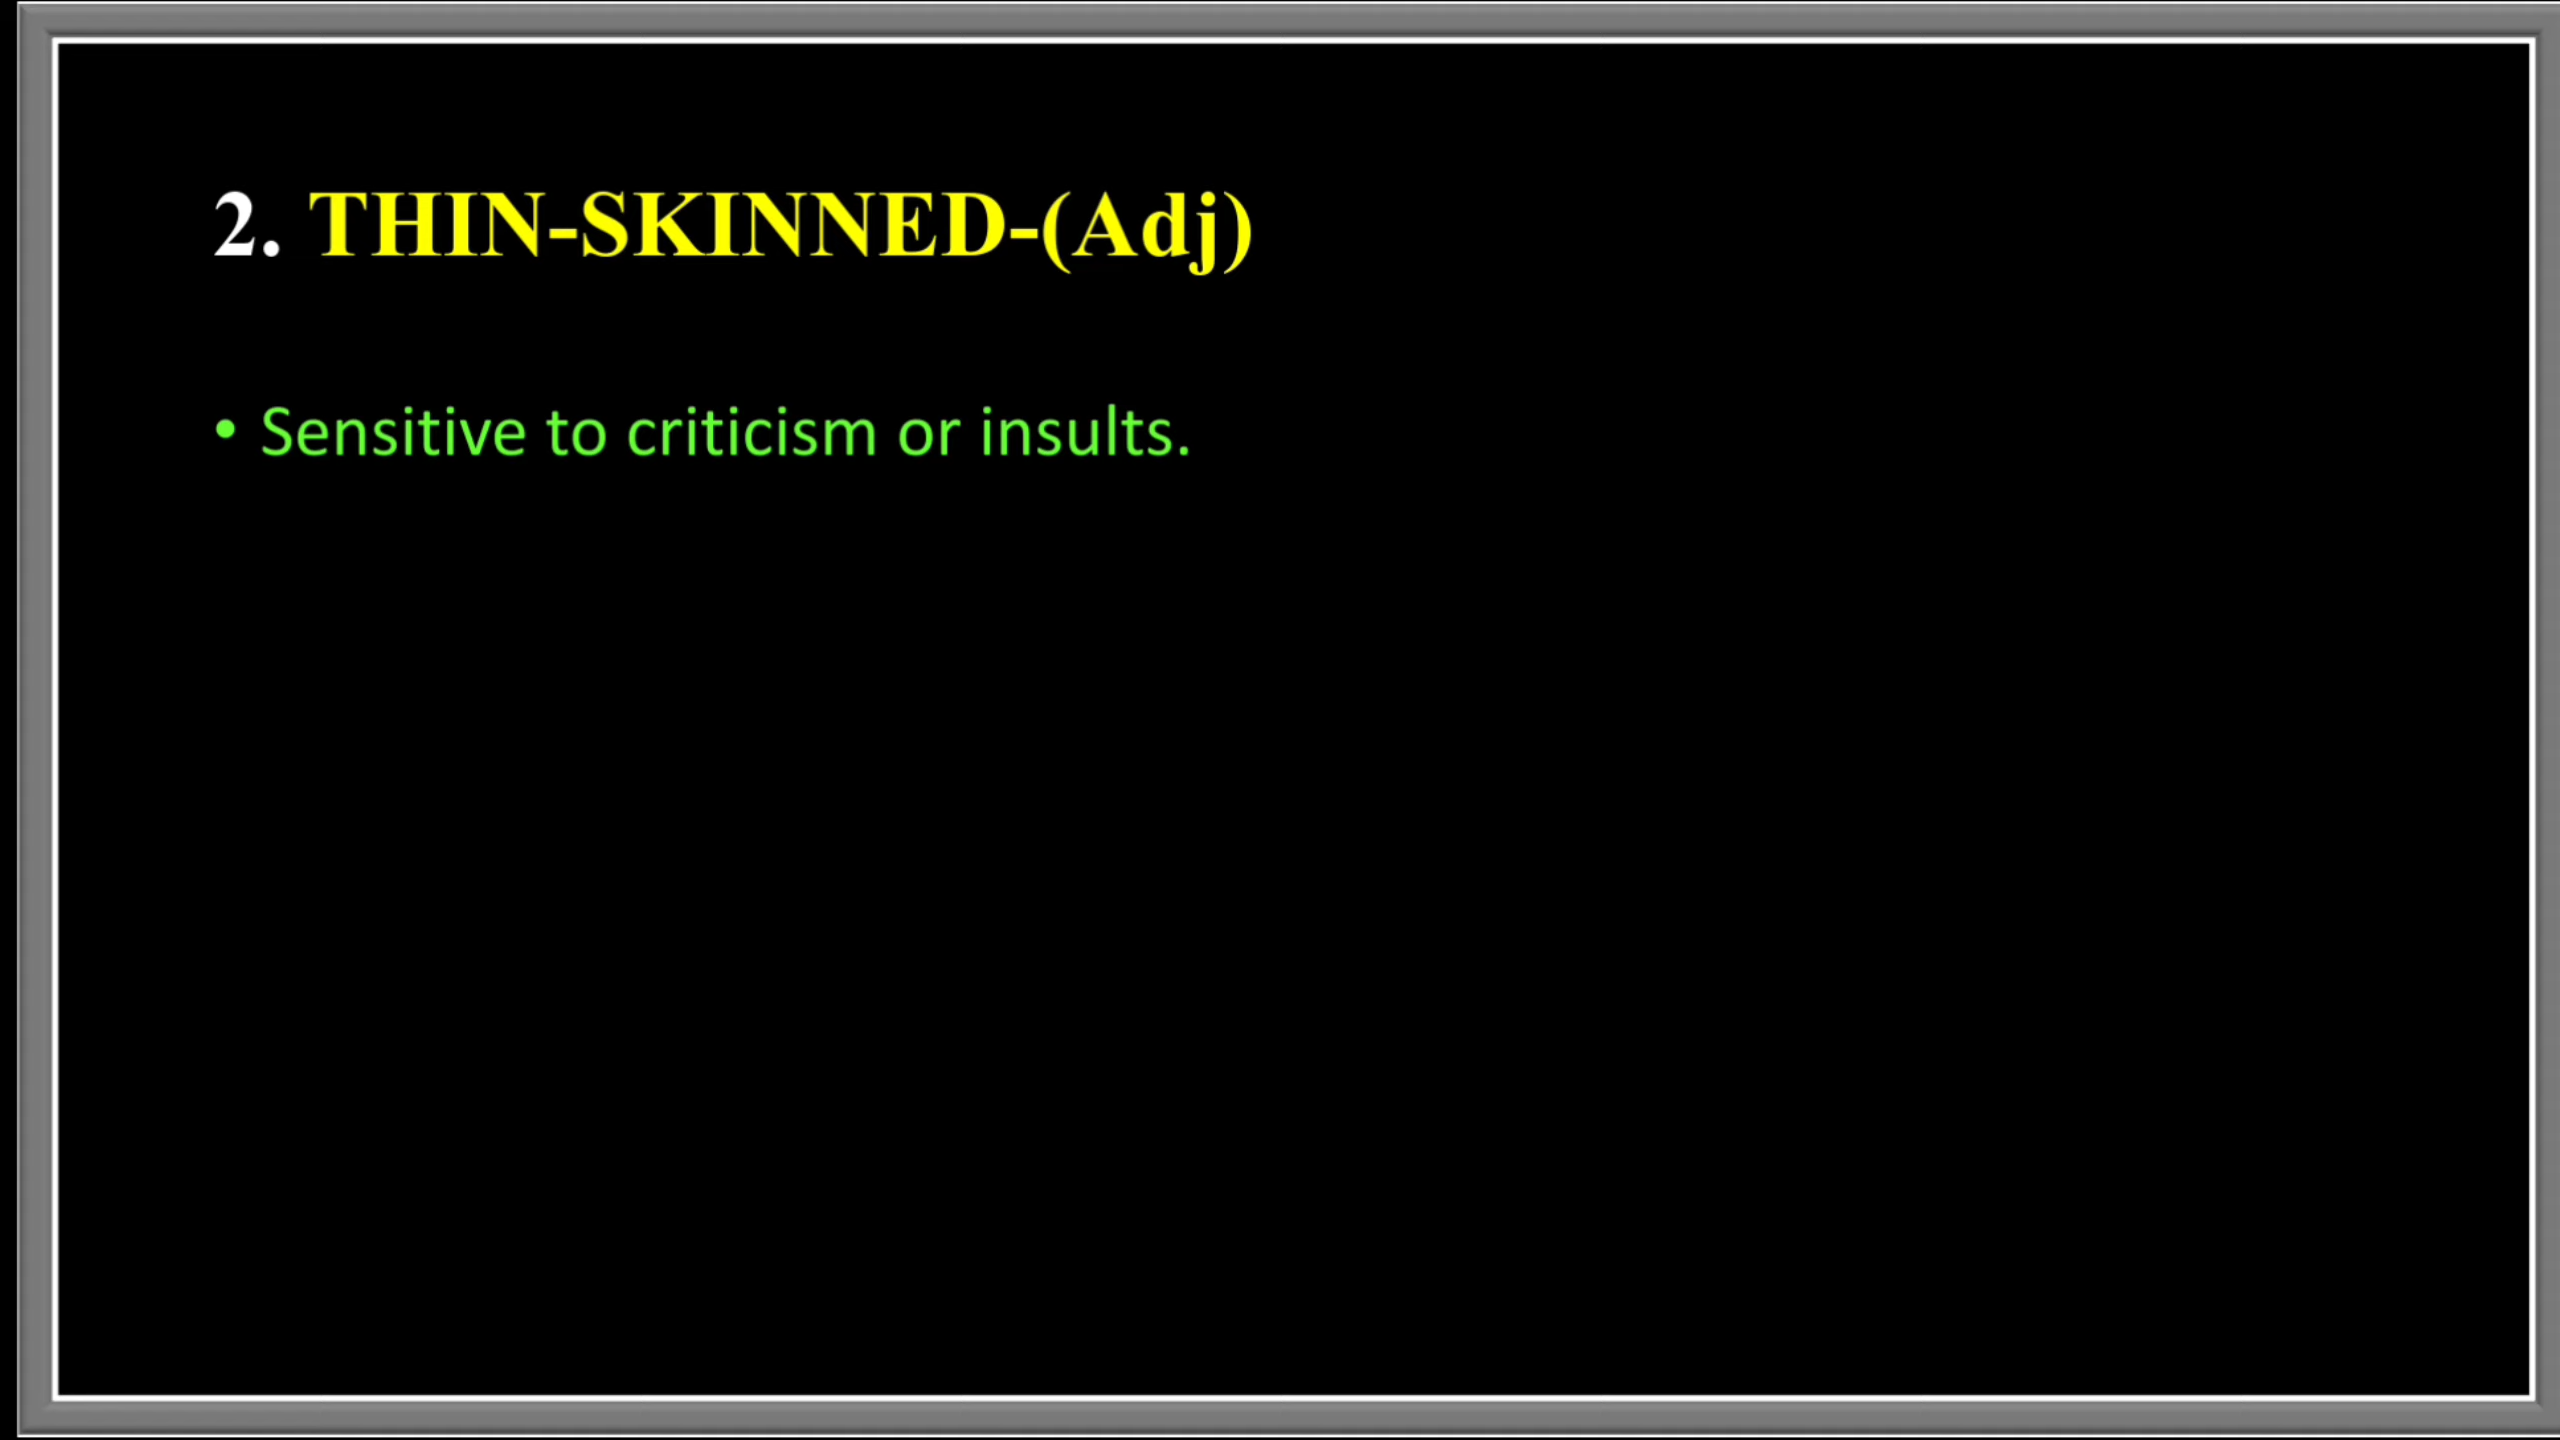 2. THIN-SKINNED-(Adj)
• Sensitive to criticism or insults.